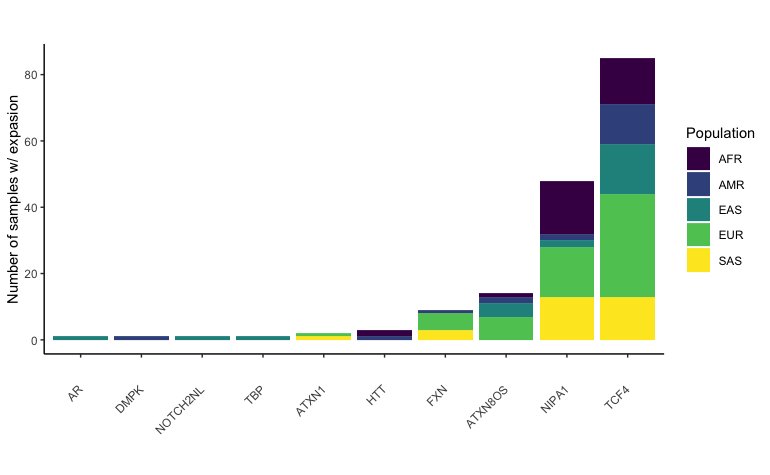 Number of samples w/ expasion
80
60
40
20
0
AR
DMPK
NOTCH2NL
TBP
ATXN1
HTT
FXN
ATXN8OS
NIPA1
TCF4
Population
AFR
AMR
EAS
EUR
SAS